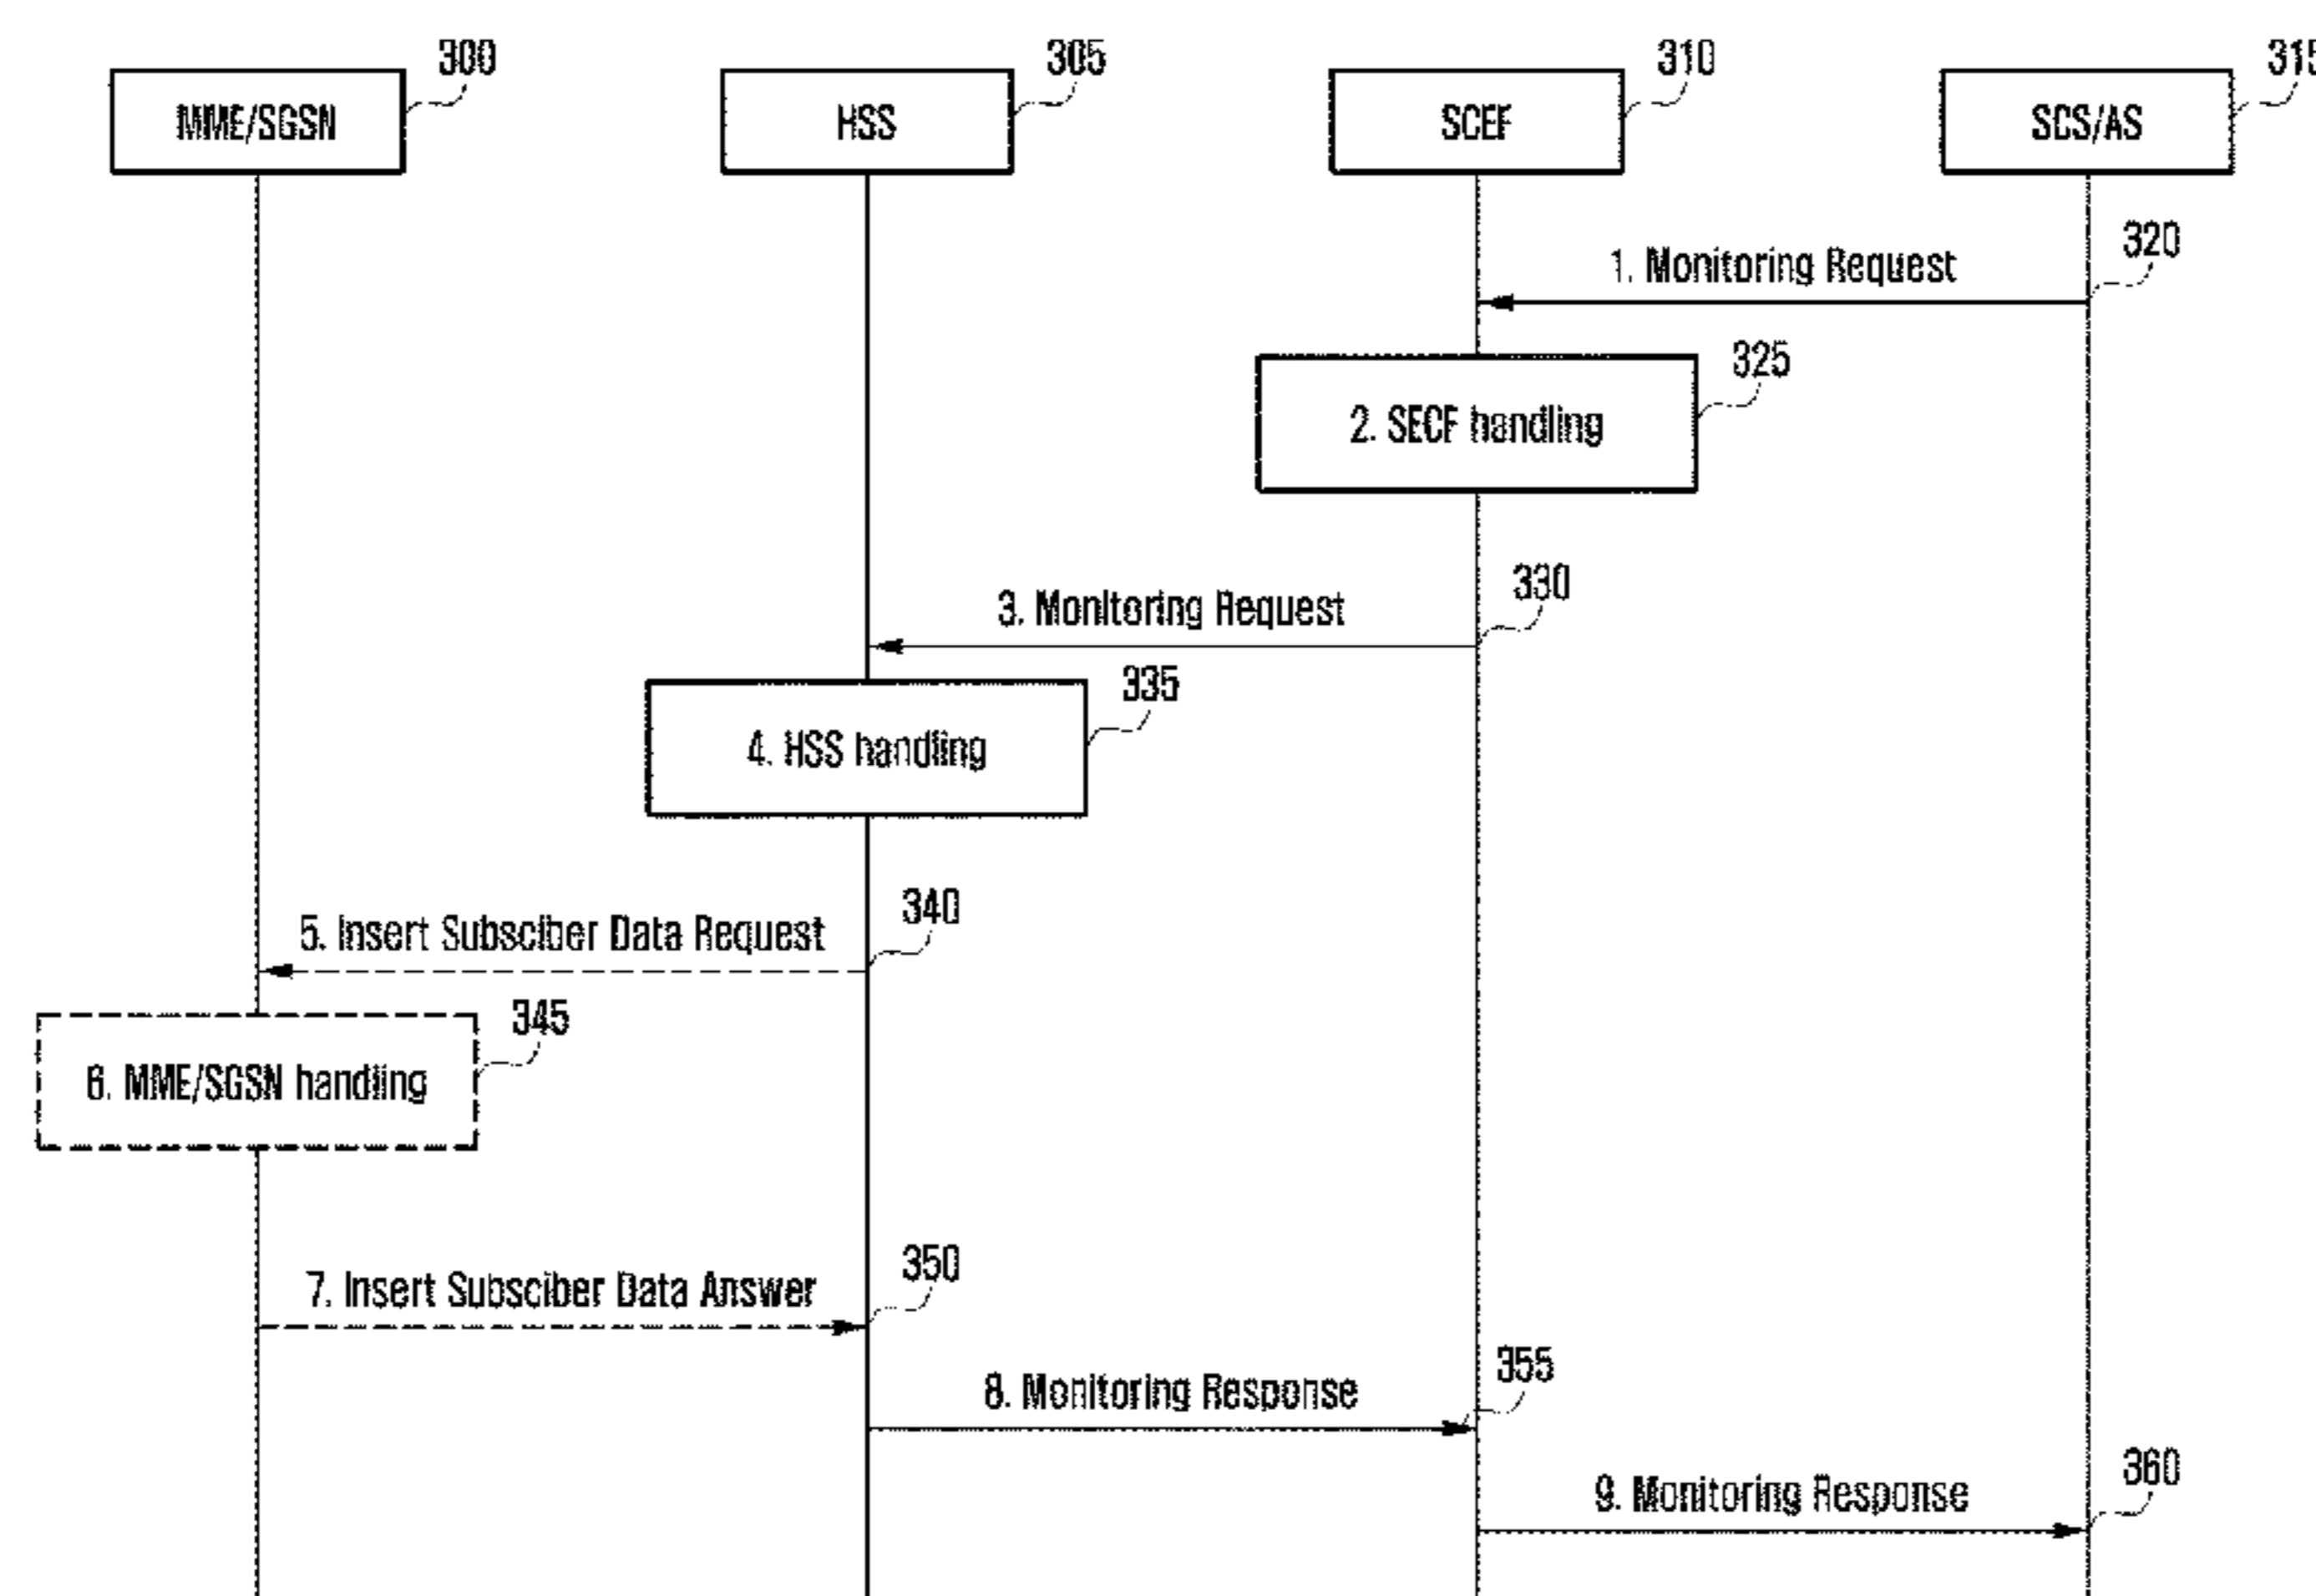 300
305
310
315
MME/SGSN
HSS
SCEF
SCS/AS
320
1. Monitoring Request
325
2. SECF handling
330
3. Monitoring Request
335
4. HSS handling
340
5. Insert Subsciber Data Request
345
6. MME/SGSN handling
350
7. Insert Subsciber Data Answer
355
8. Monitoring Response
360
9. Monitoring Response